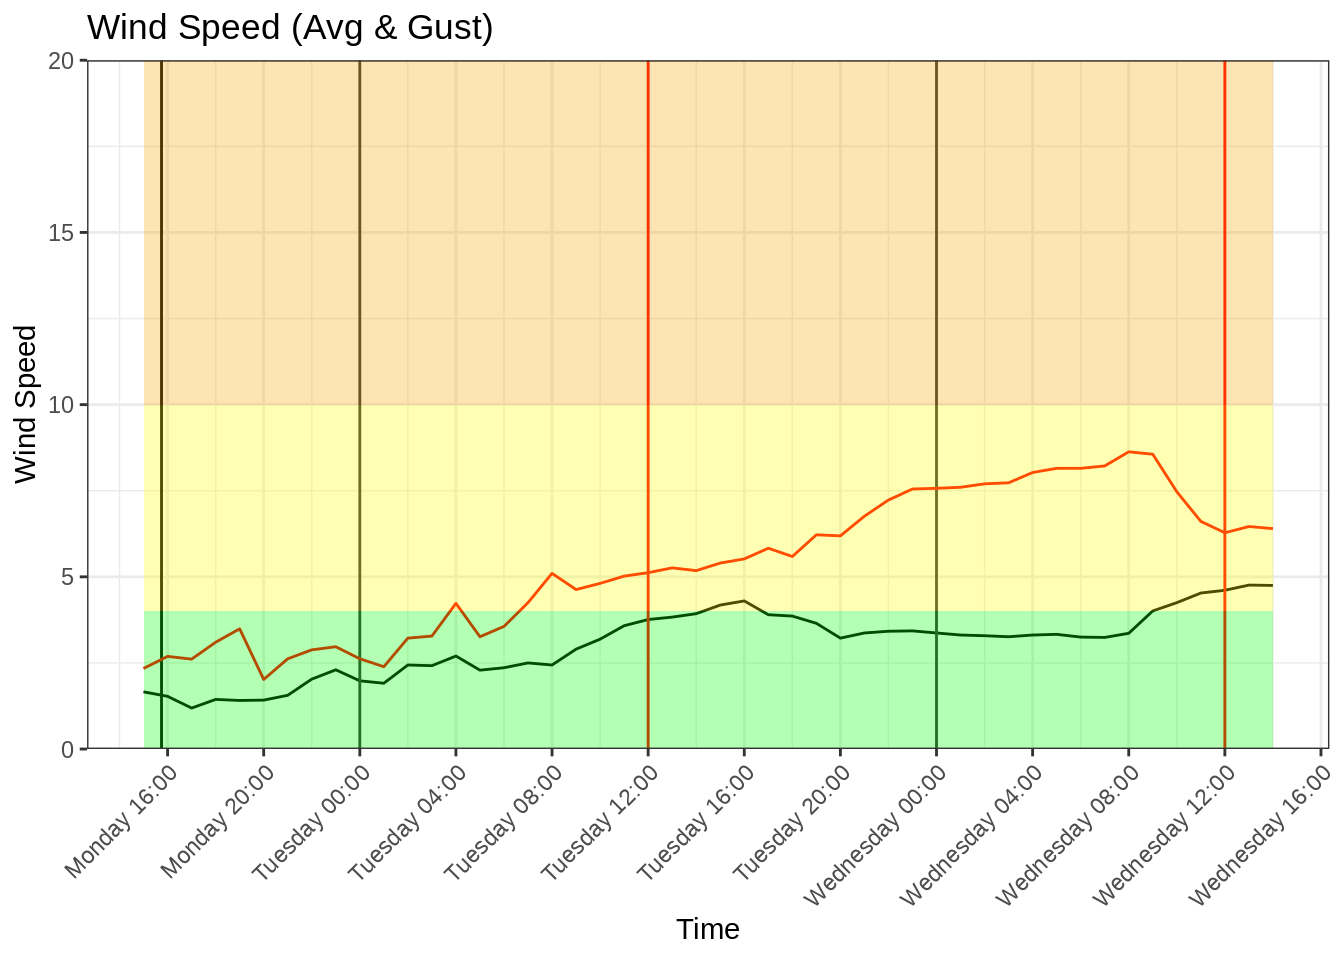 Wind Speed (Avg & Gust)
20
15
10
5
0
Wind Speed
Monday 16:00
Monday 20:00
Tuesday 00:00
Tuesday 04:00
Tuesday 08:00
Tuesday 12:00
Tuesday 16:00
Tuesday 20:00
Wednesday 00:00
Wednesday 04:00
Wednesday 08:00
Wednesday 12:00
Wednesday 16:00
Time